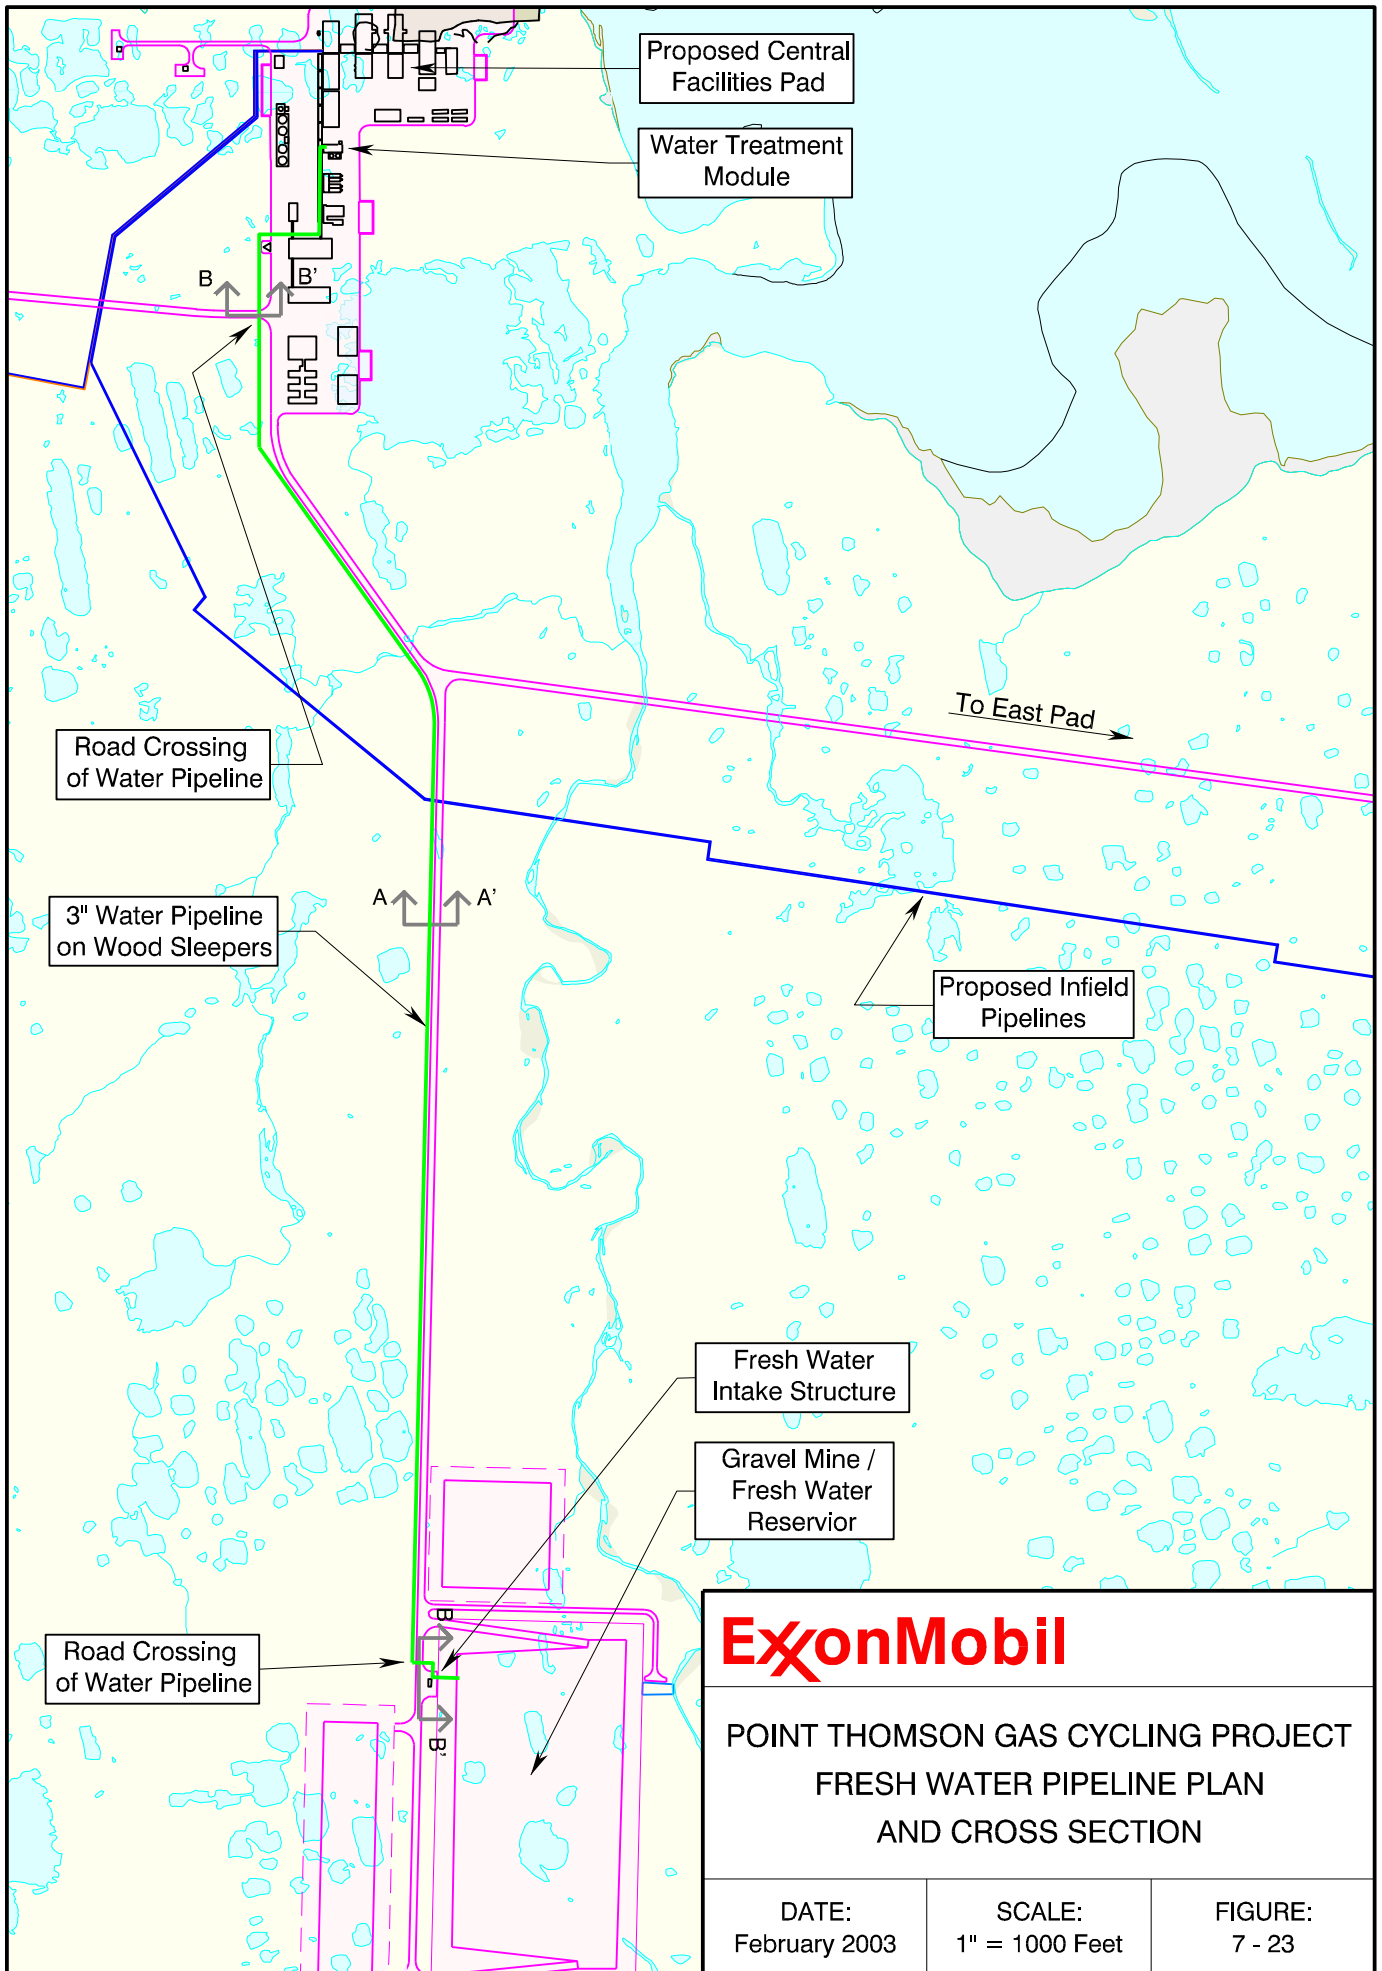 Proposed Central
Facilities Pad
Water Treatment
Module
B
B'
To East Pad
Road Crossing
of Water Pipeline
A
A'
3" Water Pipeline
on Wood Sleepers
Proposed Infield
Pipelines
Fresh Water
Intake Structure
Gravel Mine /
Fresh Water
Reservior
B
Road Crossing
of Water Pipeline
B'
ExxonMobil
POINT THOMSON GAS CYCLING PROJECT
FRESH WATER PIPELINE PLAN
AND CROSS SECTION
DATE:
February 2003
SCALE:
1" = 1000 Feet
FIGURE:
7 - 23